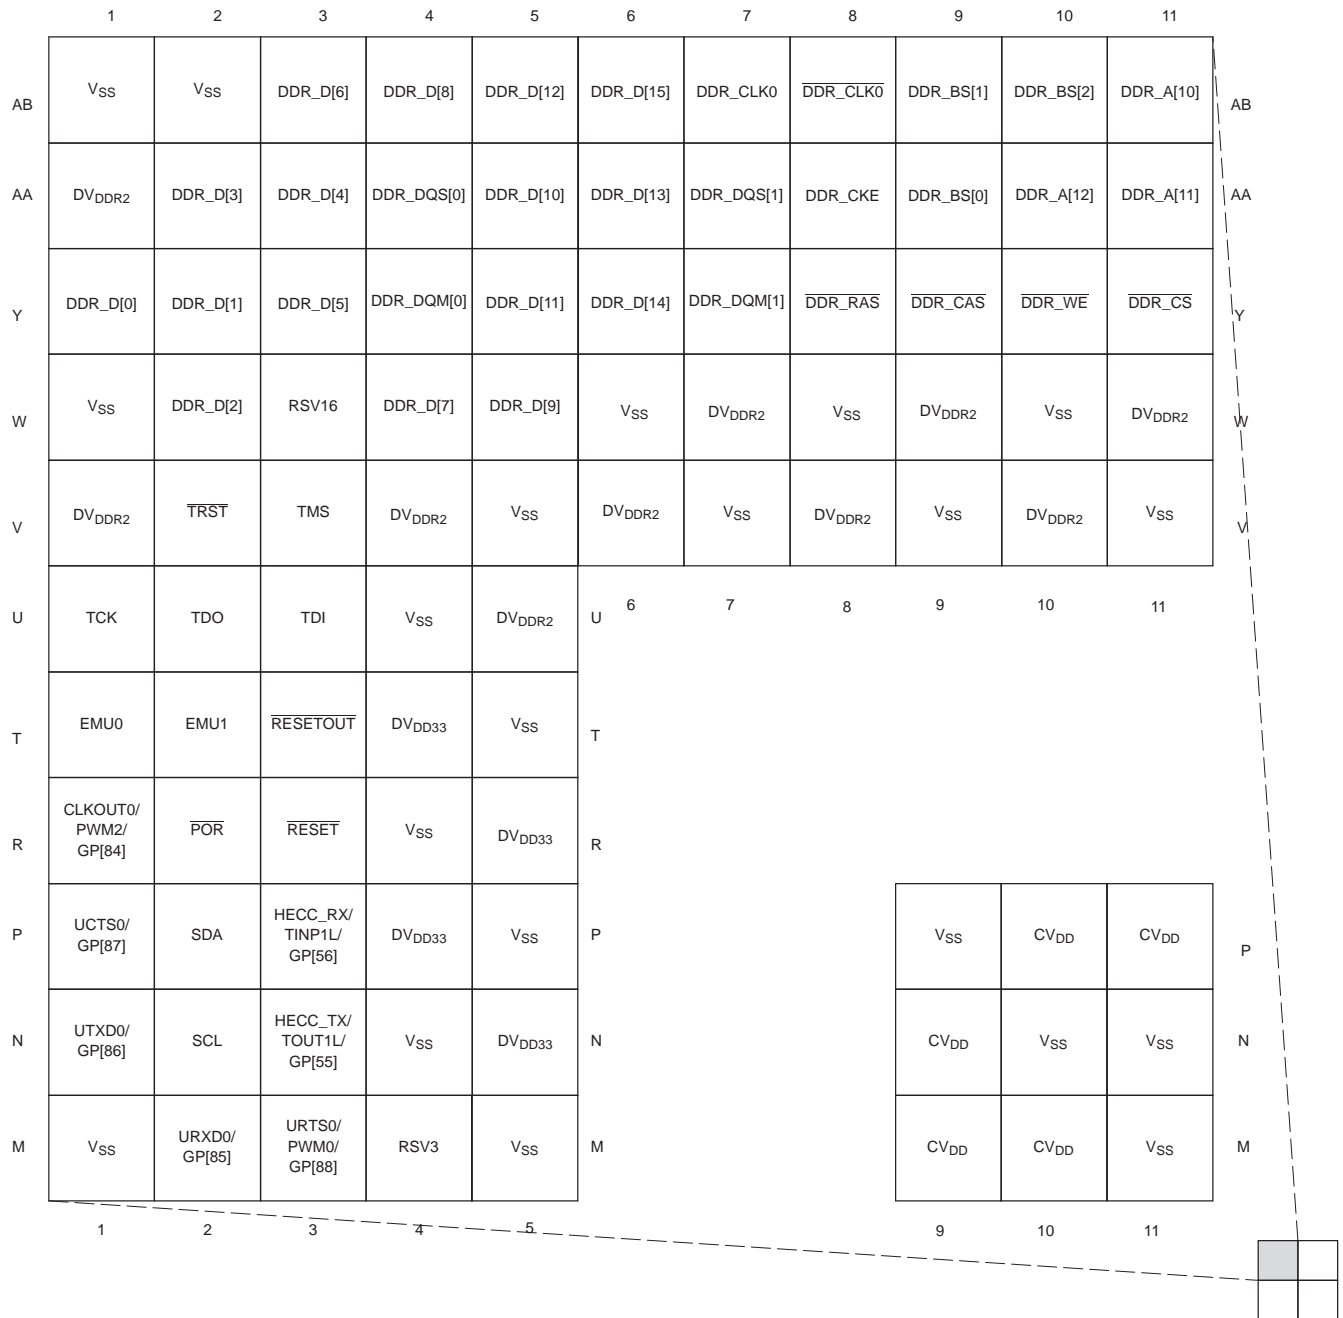 1 2 3 4 5 6 7 8 9 10 11
AB VSS VSS DDR_D[6] DDR_D[8] DDR_D[12] DDR_D[15] DDR_CLK0 DDR_CLK0 DDR_BS[1] DDR_BS[2] DDR_A[10] AB
AA DVDDR2 DDR_D[3] DDR_D[4] DDR_DQS[0] DDR_D[10] DDR_D[13] DDR_DQS[1] DDR_CKE DDR_BS[0] DDR_A[12] DDR_A[11] AA
Y DDR_D[0] DDR_D[1] DDR_D[5] DDR_DQM[0] DDR_D[11] DDR_D[14] DDR_DQM[1] DDR_RAS DDR_CAS DDR_WE DDR_CS Y
W VSS DDR_D[2] RSV16 DDR_D[7] DDR_D[9] VSS DVDDR2 VSS DVDDR2 VSS DVDDR2 W
V DVDDR2 TRST TMS DVDDR2 VSS DVDDR2 VSS DVDDR2 VSS DVDDR2 VSS V
U TCK TDO TDI VSS DVDDR2 U 6 7 8 9 10 11
T EMU0 EMU1 RESETOUT DVDD33 VSS T
CLKOUT0/
PWM2/
GP[84]
R POR RESET VSS DVDD33 R
P UCTS0/
GP[87]
SDA
HECC_RX/
TINP1L/
GP[56]
DVDD33 VSS P VSS CVDD CVDD P
N UTXD0/
GP[86]
SCL
HECC_TX/
TOUT1L/
GP[55]
VSS DVDD33 N CVDD VSS VSS N
M VSS
URXD0/
GP[85]
URTS0/
PWM0/
GP[88]
RSV3 VSS M CVDD CVDD VSS M
1 2 3 4 5 9 10 11